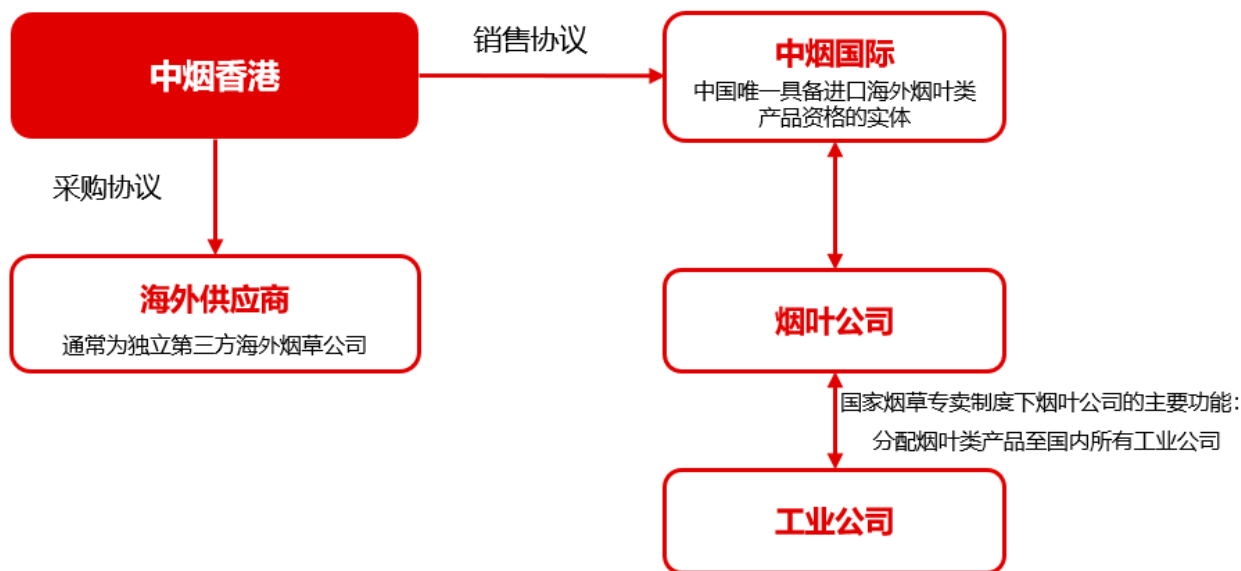 中烟香港
销售协议
中烟国际
中国唯一具备进口海外烟叶类
产品资格的实体
采购协议
海外供应商
通常为独立第三方海外烟草公司
烟叶公司
国家烟草专卖制度下烟叶公司的主要功能：
分配烟叶类产品至国内所有工业公司
工业公司